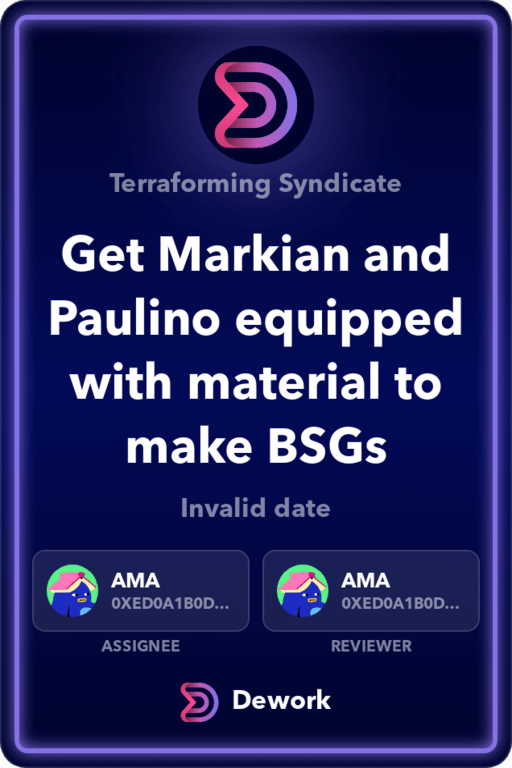 Terraforming Syndicate
Get Markian and
Paulino equipped
with material to
make BSGs
Invalid date
AMA
0XED0A1B0D...
ASSIGNEE
AMA
0XED0A1B0D...
REVIEWER
Dework